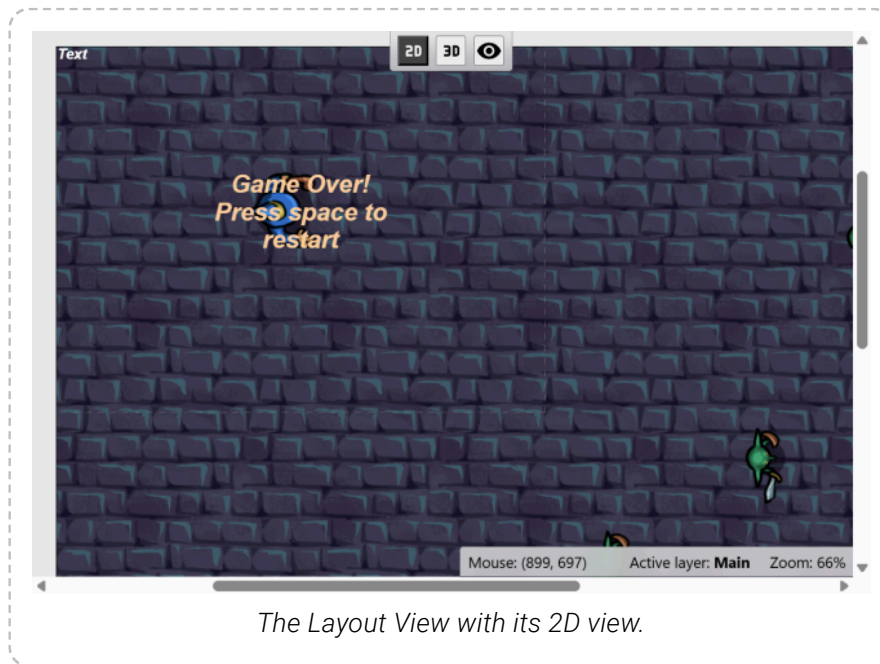 Text
2D 3D
Game Over!
Press space to
restart
Mouse: (899, 697) Active layer: Main Zoom: 66%
The Layout View with its 2D view.